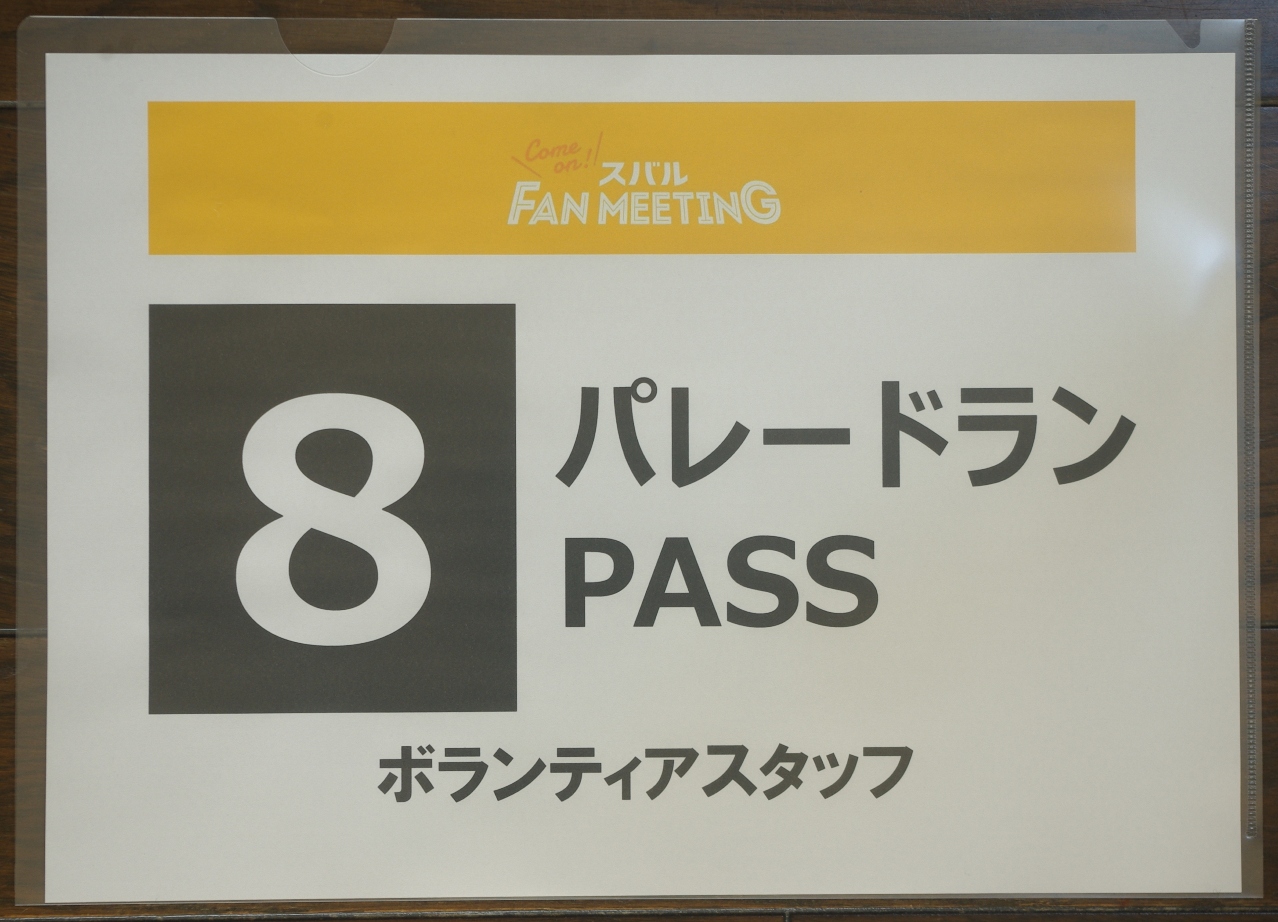 Come
on!
スバル
FAN MEETING
8
パレードラン
PASS
ボランティアスタッフ